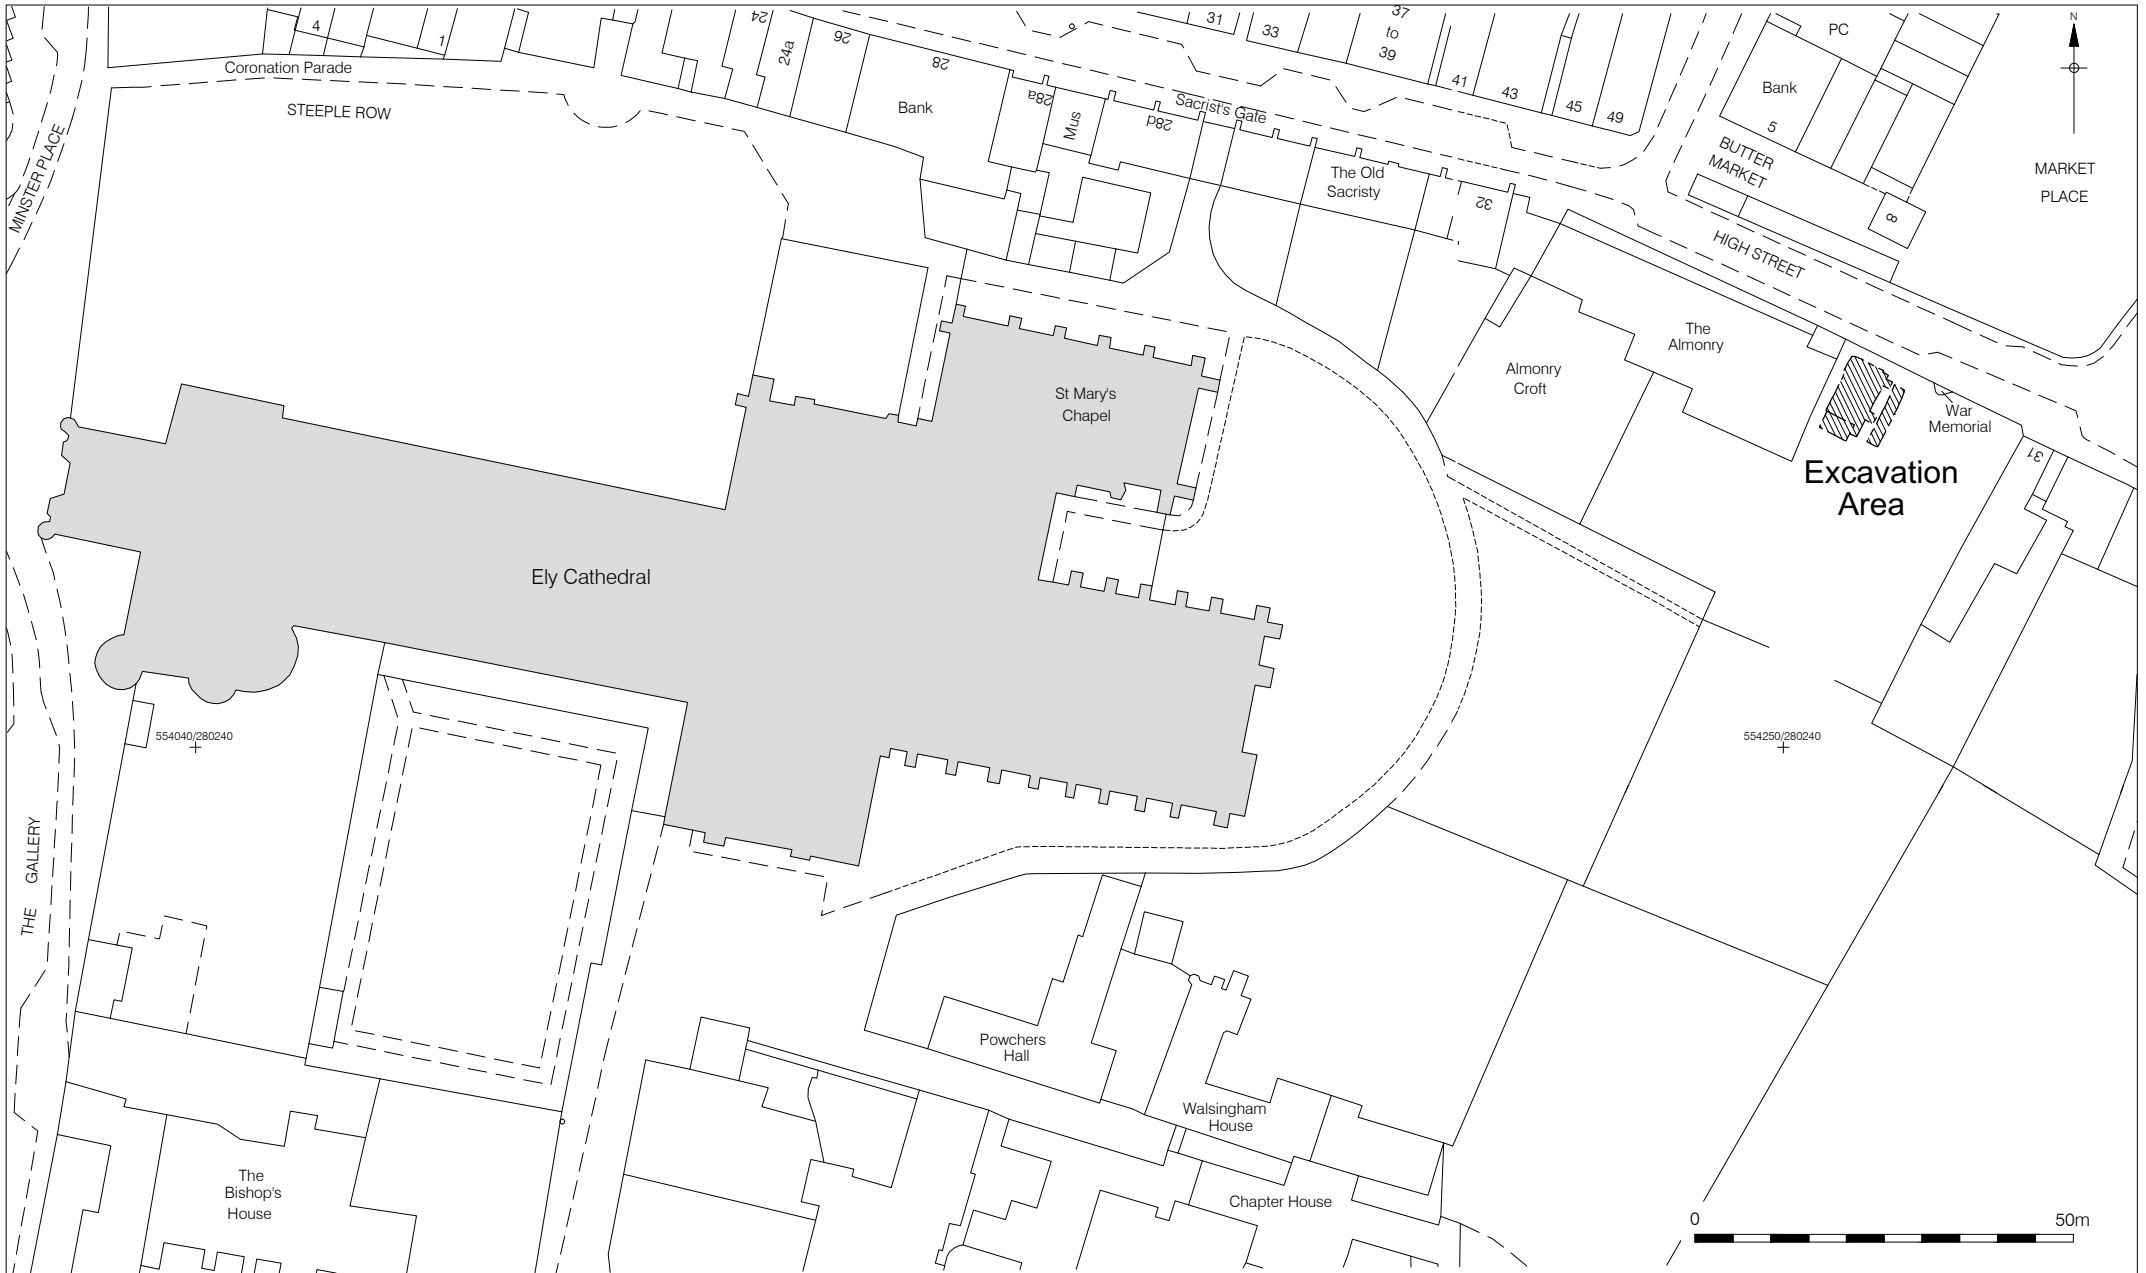 4
1
24
24a
26
28
Bank
28a
Mus
28d
Sacrist's Gate
31
33
37
to
39
41
43
45
49
PC
Bank
5
N
Coronation Parade
STEEPLE ROW
MINSTER PLACE
The Old
Sacristy
32
BUTTER
MARKET
8
MARKET
PLACE
HIGH STREET
The
Almonry
Almonry
Croft
St Mary's
Chapel
War
Memorial
31
Excavation
Area
Ely Cathedral
554040/280240
554250/280240
THE GALLERY
Powchers
Hall
Walsingham
House
The
Bishop's
House
Chapter House
0
50m